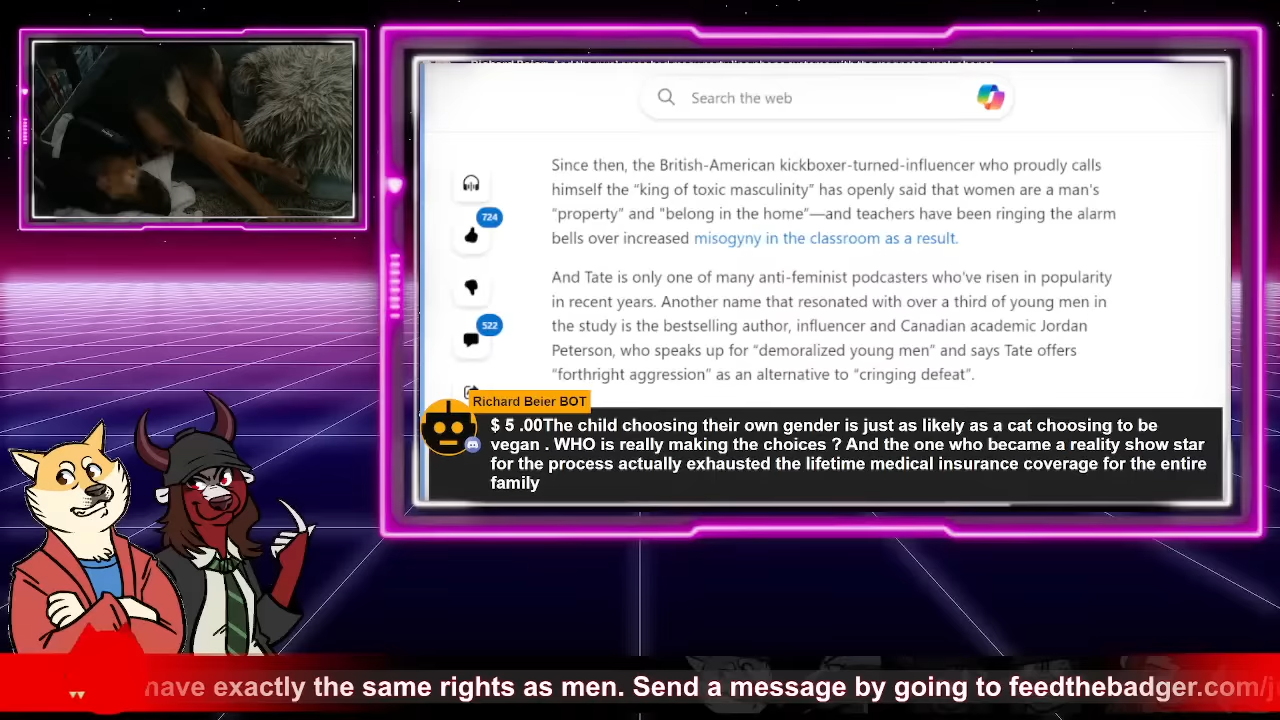 Search the web
Since then, the British-American kickboxer-turned-influencer who proudly calls
himself the “king of toxic masculinity” has openly said that women are a man's
“property” and “belong in the home”—and teachers have been ringing the alarm
bells over increased misogyny in the classroom as a result.
724
And Tate is only one of many anti-feminist podcasters who've risen in popularity
in recent years. Another name that resonated with over a third of young men in
the study is the bestselling author, influencer and Canadian academic Jordan
Peterson, who speaks up for “demoralized young men” and says Tate offers
“forthright aggression” as an alternative to “cringing defeat”.
522
Richard Beier BOT
$ 5 .00The child choosing their own gender is just as likely as a cat choosing to be
vegan . WHO is really making the choices ? And the one who became a reality show star
for the process actually exhausted the lifetime medical insurance coverage for the entire
family
have exactly the same rights as men. Send a message by going to feedthebadger.com/j